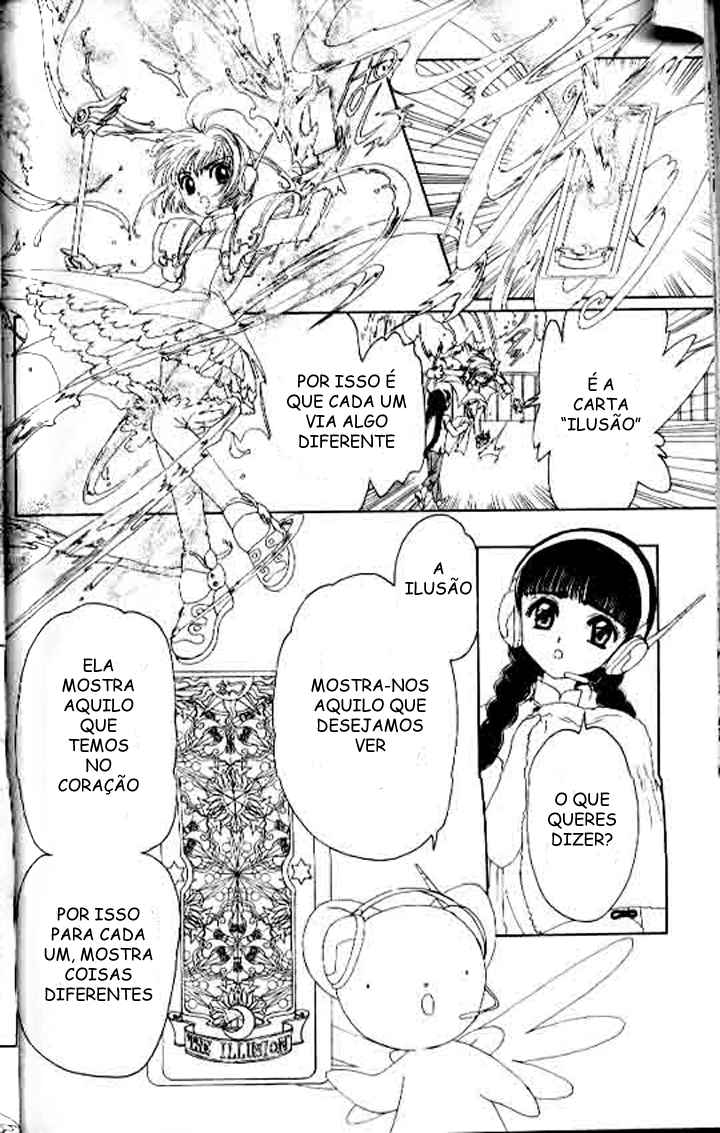 É A
CARTA
“ILUSÃO”
POR ISSO É
QUE CADA UM
VIA ALGO
DIFERENTE
O QUE
QUERES
DIZER?
A
ILUSÃO
MOSTRA-NOS
AQUILO QUE
DESEJAMOS
VER
ELA
MOSTRA
AQUILO
QUE
TEMOS
NO
CORAÇÃO
POR ISSO
PARA CADA
UM, MOSTRA
COISAS
DIFERENTES
THE ILLUSION